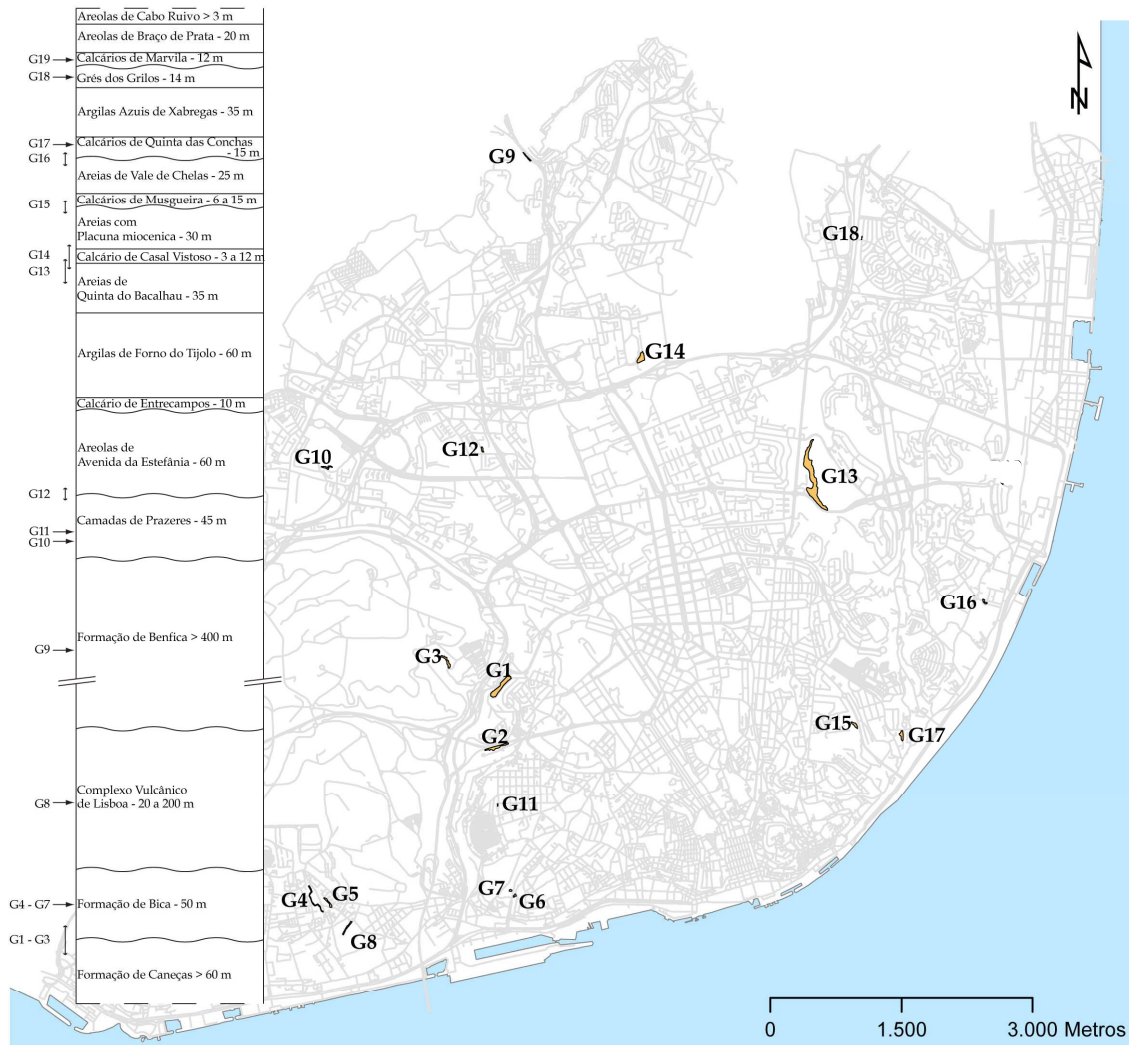 Areolas de Cabo Ruivo > 3 m
Areolas de Braço de Prata - 20 m
G19
Calcários de Marvila - 12 m
G18
Grés dos Grilos - 14 m
Argilas Azuis de Xabregas - 35 m
G17
Calcários de Quinta das Conchas
- 15 m
G16
Areias de Vale de Chelas - 25 m
G15
Calcários de Musgueira - 6 a 15 m
Areias com
Placuna miocenica - 30 m
G14
Calcário de Casal Vistoso - 3 a 12 m
G13
Areias de
Quinta do Bacalhau - 35 m
Argilas de Forno do Tijolo - 60 m
Calcário de Entrecampos - 10 m
Areolas de
Avenida da Estefânia - 60 m
G12
Camadas de Prazeres - 45 m
G11
G10
Formação de Benfica > 400 m
G9
Complexo Vulcânico
de Lisboa - 20 a 200 m
G8
G4 - G7
Formação de Bica - 50 m
G1 - G3
Formação de Caneças > 60 m
N
G9
G18
G14
G12
G10
G13
G16
G3
G1
G15
G17
G2
G11
G7
G6
G4
G5
G8
0
1.500
3.000 Metros